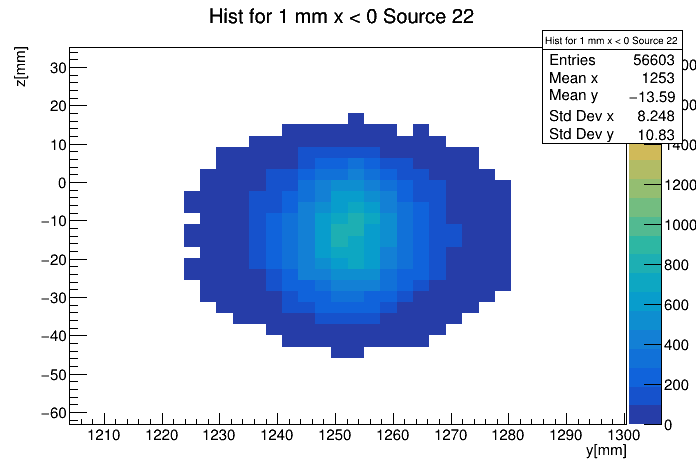 Hist for 1 mm x < 0 Source 22
z[mm]
Hist for 1 mm x < 0 Source 22
Entries 56603
Mean x 1253
Mean y −13.59
Std Dev x 8.248
Std Dev y 10.83
30
20
10
0
−10
−20
−30
−40
−50
−60
1400
1200
1000
800
600
400
200
0
1210 1220 1230 1240 1250 1260 1270 1280 1290 1300
y[mm]